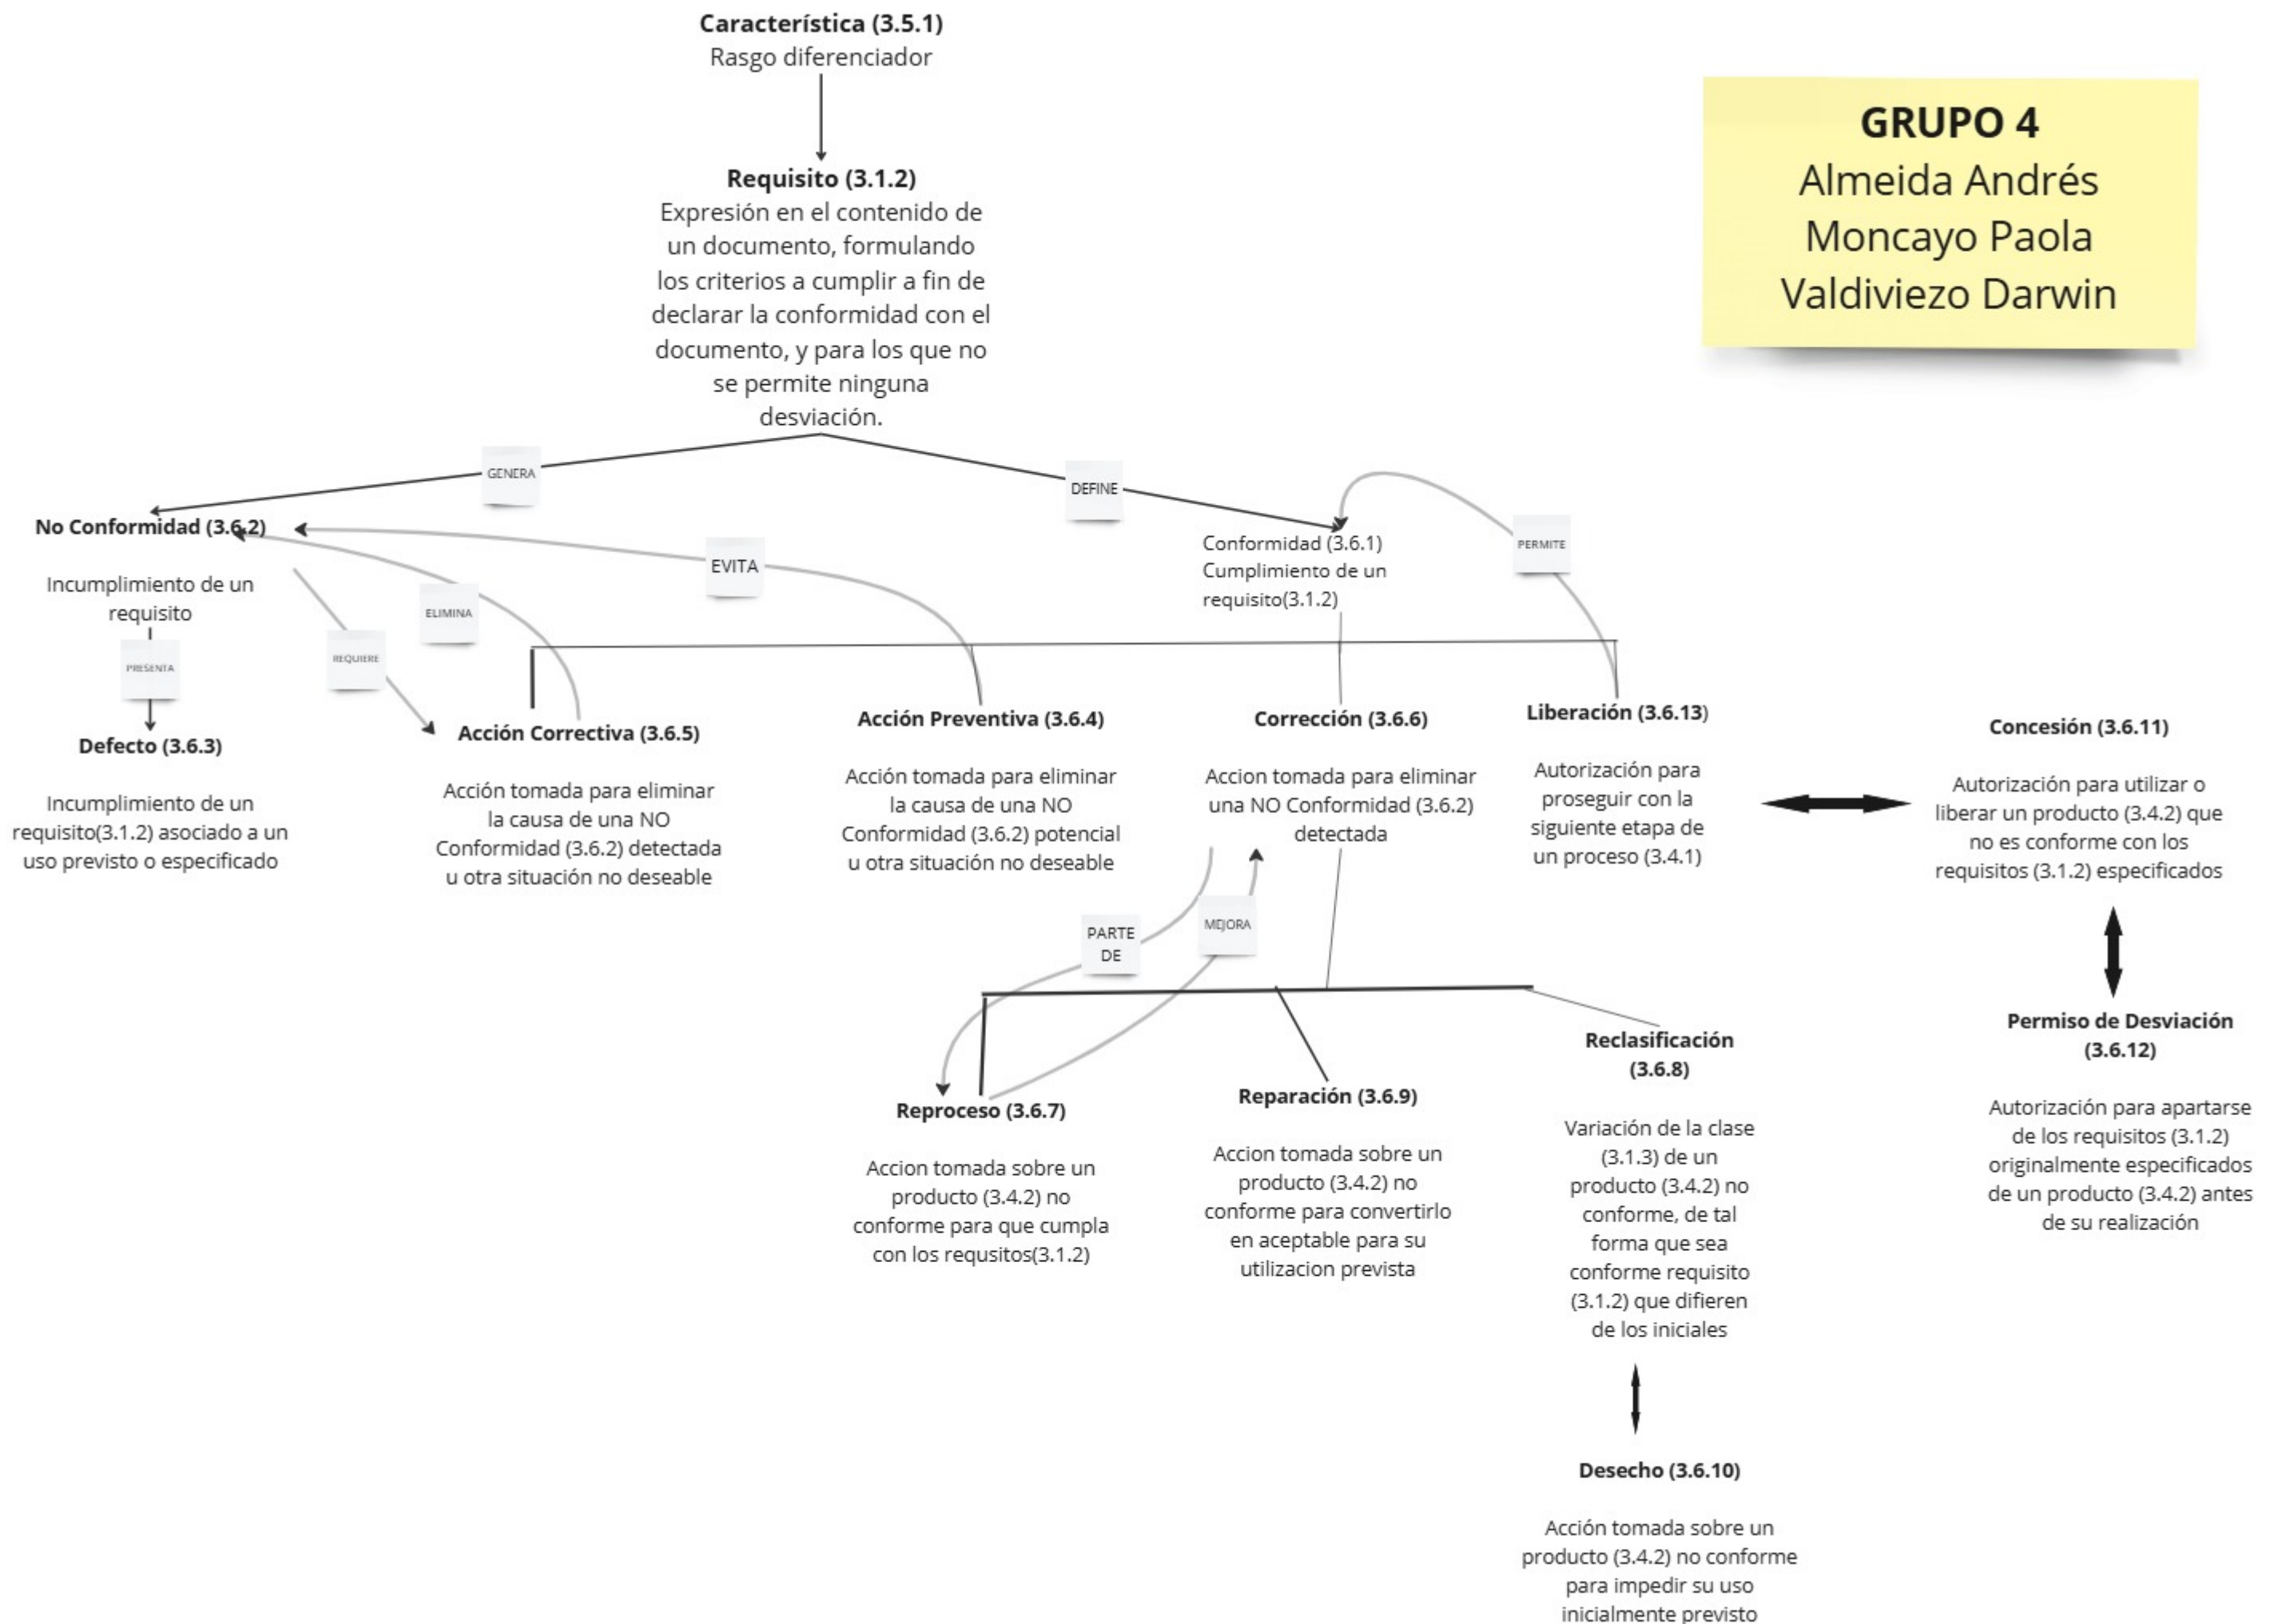 Característica (3.5.1)
Rasgo diferenciador
GRUPO 4
Almeida Andrés
Moncayo Paola
Valdiviezo Darwin
Requisito (3.1.2)
Expresión en el contenido de
un documento, formulando
los criterios a cumplir a fin de
declarar la conformidad con el
documento, y para los que no
se permite ninguna
desviación.
GENERA
DEFINE
No Conformidad (3.6.2)
Incumplimiento de un
requisito
EVITA
ELIMINA
REQUIERE
PRESENTA
Conformidad (3.6.1)
Cumplimiento de un
requisito(3.1.2)
PERMITE
Defecto (3.6.3)
Incumplimiento de un
requisito(3.1.2) asociado a un
uso previsto o especificado
Acción Correctiva (3.6.5)
Acción tomada para eliminar
la causa de una NO
Conformidad (3.6.2) detectada
u otra situación no deseable
Acción Preventiva (3.6.4)
Acción tomada para eliminar
la causa de una NO
Conformidad (3.6.2) potencial
u otra situación no deseable
Corrección (3.6.6)
Accion tomada para eliminar
una NO Conformidad (3.6.2)
detectada
Liberación (3.6.13)
Autorización para
proseguir con la
siguiente etapa de
un proceso (3.4.1)
Concesión (3.6.11)
Autorización para utilizar o
liberar un producto (3.4.2) que
no es conforme con los
requisitos (3.1.2) especificados
PARTE
DE
MEJORA
Reproceso (3.6.7)
Accion tomada sobre un
producto (3.4.2) no
conforme para que cumpla
con los requsitos(3.1.2)
Reparación (3.6.9)
Accion tomada sobre un
producto (3.4.2) no
conforme para convertirlo
en aceptable para su
utilizacion prevista
Reclasificación
(3.6.8)
Variación de la clase
(3.1.3) de un
producto (3.4.2) no
conforme, de tal
forma que sea
conforme requisito
(3.1.2) que difieren
de los iniciales
Permiso de Desviación
(3.6.12)
Autorización para apartarse
de los requisitos (3.1.2)
originalmente especificados
de un producto (3.4.2) antes
de su realización
Desecho (3.6.10)
Acción tomada sobre un
producto (3.4.2) no conforme
para impedir su uso
inicialmente previsto